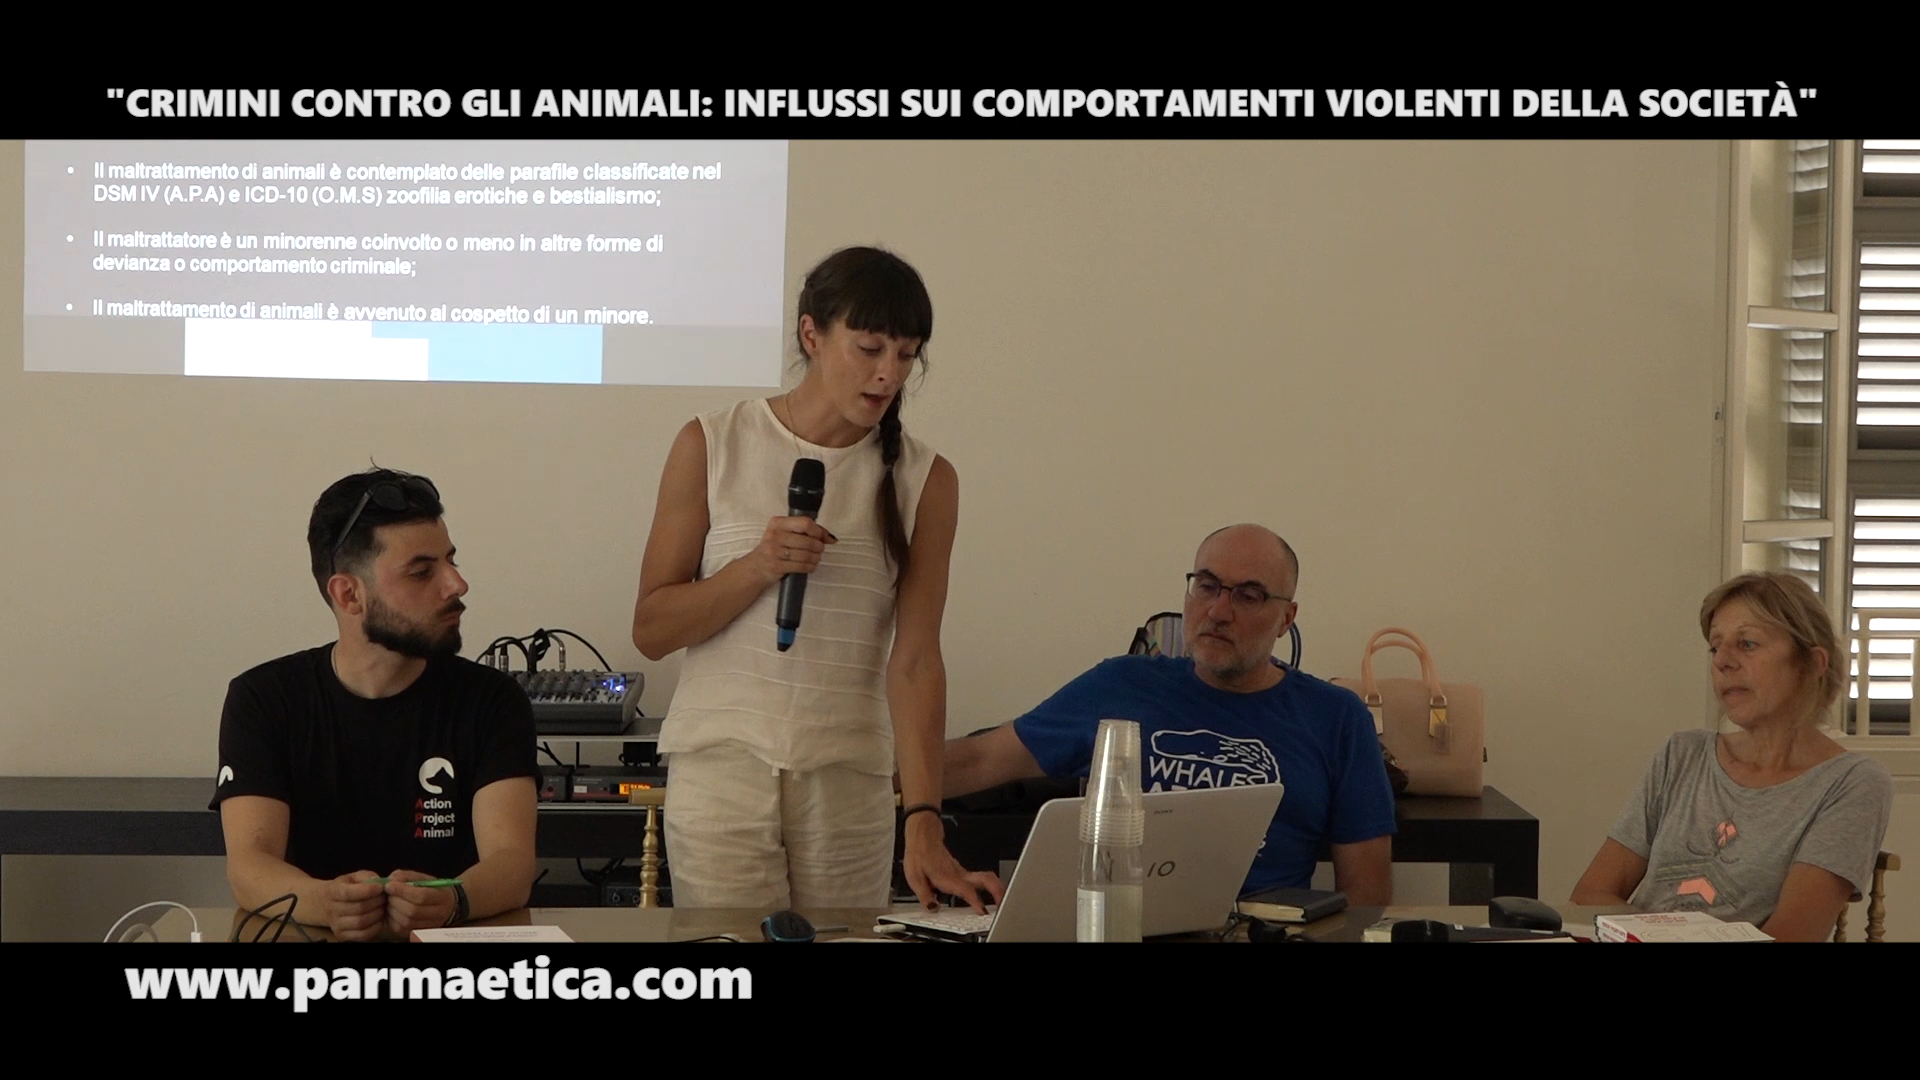 "CRIMINI CONTRO GLI ANIMALI: INFLUSSI SUI COMPORTAMENTI VIOLENTI DELLA SOCIETÀ"
• Il maltrattamento di animali è contemplato delle parafile classificate nel
DSM IV (A.P.A) e ICD-10 (O.M.S) zoofilia erotiche e bestialismo;
• Il maltrattatore è un minorenne coinvolto o meno in altre forme di
devianza o comportamento criminale;
• Il maltrattamento di animali è avvenuto al cospetto di un minore.
Action
Project
Animal
WHALES
www.parmaetica.com